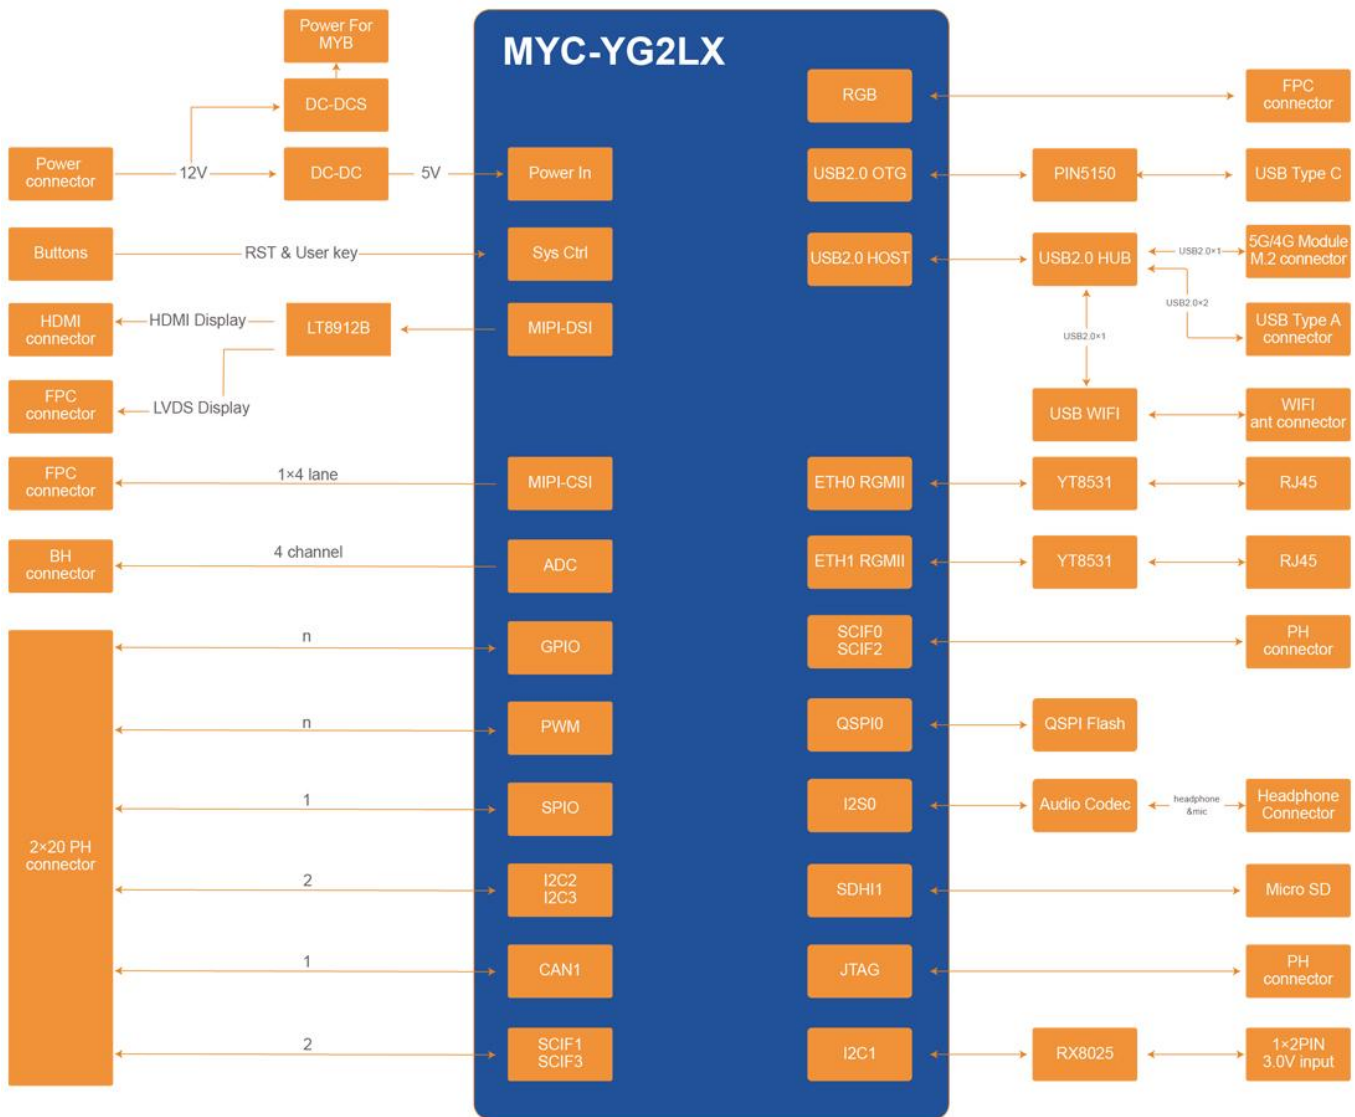 MYC-YG2LX
Power For
MYB
DC-DCS
Power
connector
12V
DC-DC
5V
Power In
Buttons
RST & User key
Sys Ctrl
HDMI
connector
HDMI Display
LT8912B
MIPI-DSI
FPC
connector
LVDS Display
FPC
connector
1×4 lane
MIPI-CSI
BH
connector
4 channel
ADC
2×20 PH
connector
n
GPIO
n
PWM
1
SPIO
2
I2C2
I2C3
1
CAN1
2
SCIF1
SCIF3
RGB
FPC
connector
USB2.0 OTG
PIN5150
USB Type C
USB2.0 HOST
USB2.0 HUB
USB2.0×1
5G/4G Module
M.2 connector
USB2.0×2
USB Type A
connector
USB2.0×1
USB WIFI
WIFI
ant connector
ETH0 RGMII
YT8531
RJ45
ETH1 RGMII
YT8531
RJ45
SCIF0
SCIF2
PH
connector
QSPI0
QSPI Flash
I2S0
Audio Codec
headphone
&mic
Headphone
Connector
SDHI1
Micro SD
JTAG
PH
connector
I2C1
RX8025
1×2PIN
3.0V input